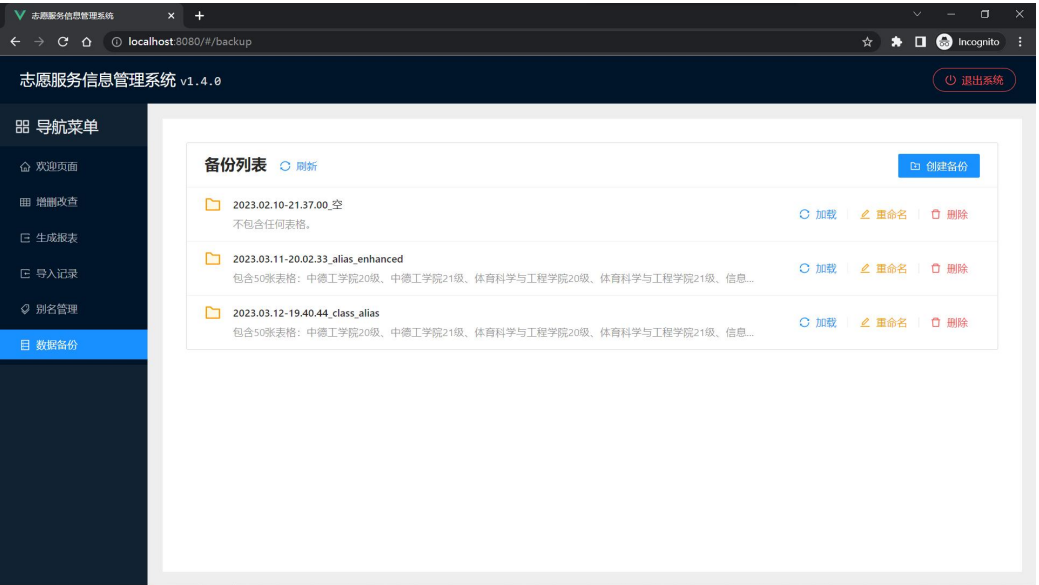 志愿服务信息管理系统
localhost:8080/#/backup
Incognito
志愿服务信息管理系统 v1.4.0
退出系统
导航菜单
欢迎页面
增删改查
生成报表
导入记录
别名管理
数据备份
备份列表 刷新
创建备份
2023.02.10-21.37.00_空
不包含任何表格。
加载 重命名 删除
2023.03.11-20.02.33_alias_enhanced
包含50张表格：中德工学院20级、中德工学院21级、体育科学与工程学院20级、体育科学与工程学院21级、信息...
加载 重命名 删除
2023.03.12-19.40.44_class_alias
包含50张表格：中德工学院20级、中德工学院21级、体育科学与工程学院20级、体育科学与工程学院21级、信息...
加载 重命名 删除